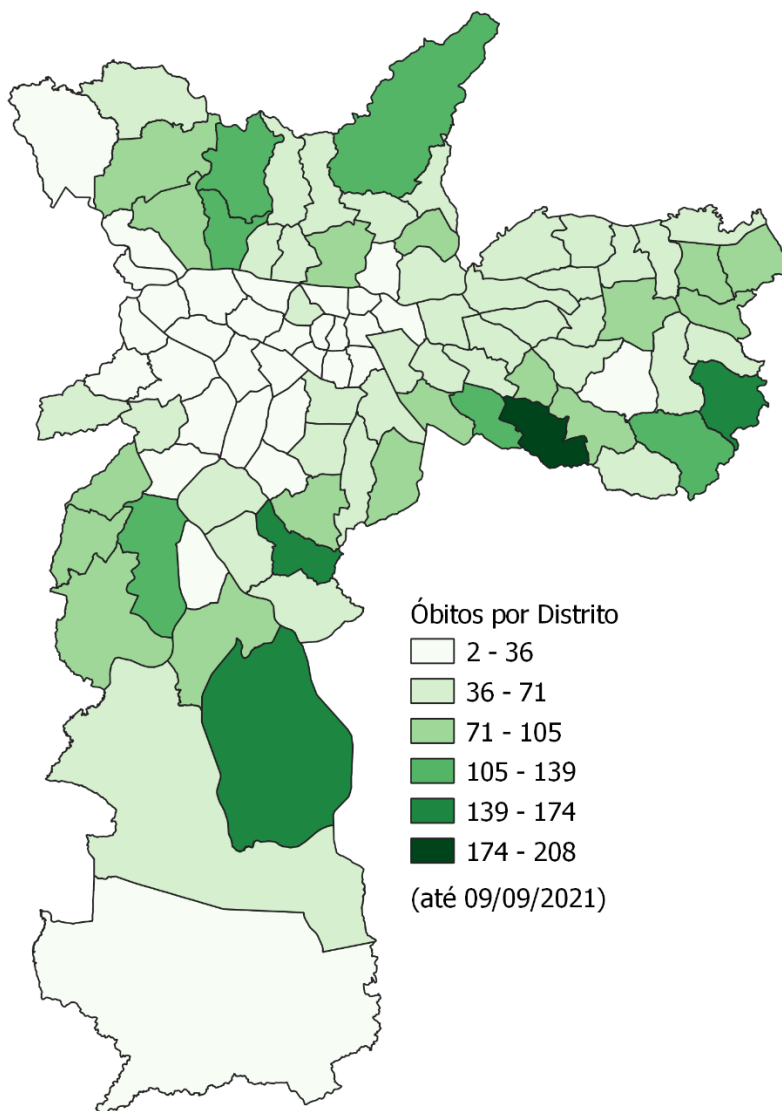 Óbitos por Distrito
2 - 36
36 - 71
71 - 105
105 - 139
139 - 174
174 - 208
(até 09/09/2021)